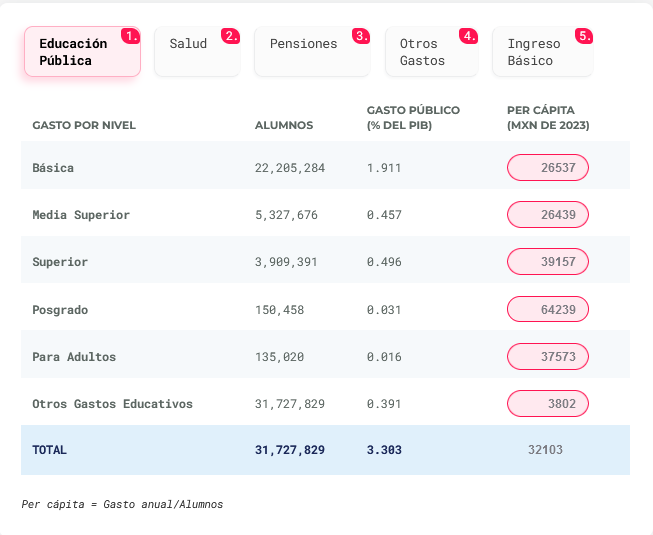 Educación Pública 1.
Salud 2.
Pensiones 3.
Otros Gastos 4.
Ingreso Básico 5.
GASTO POR NIVEL ALUMNOS GASTO PÚBLICO (% DEL PIB) PER CÁPITA (MXN DE 2023)
Básica 22,205,284 1.911 26537
Media Superior 5,327,676 0.457 26439
Superior 3,909,391 0.496 39157
Posgrado 150,458 0.031 64239
Para Adultos 135,020 0.016 37573
Otros Gastos Educativos 31,727,829 0.391 3802
TOTAL 31,727,829 3.303 32103
Per cápita = Gasto anual/Alumnos